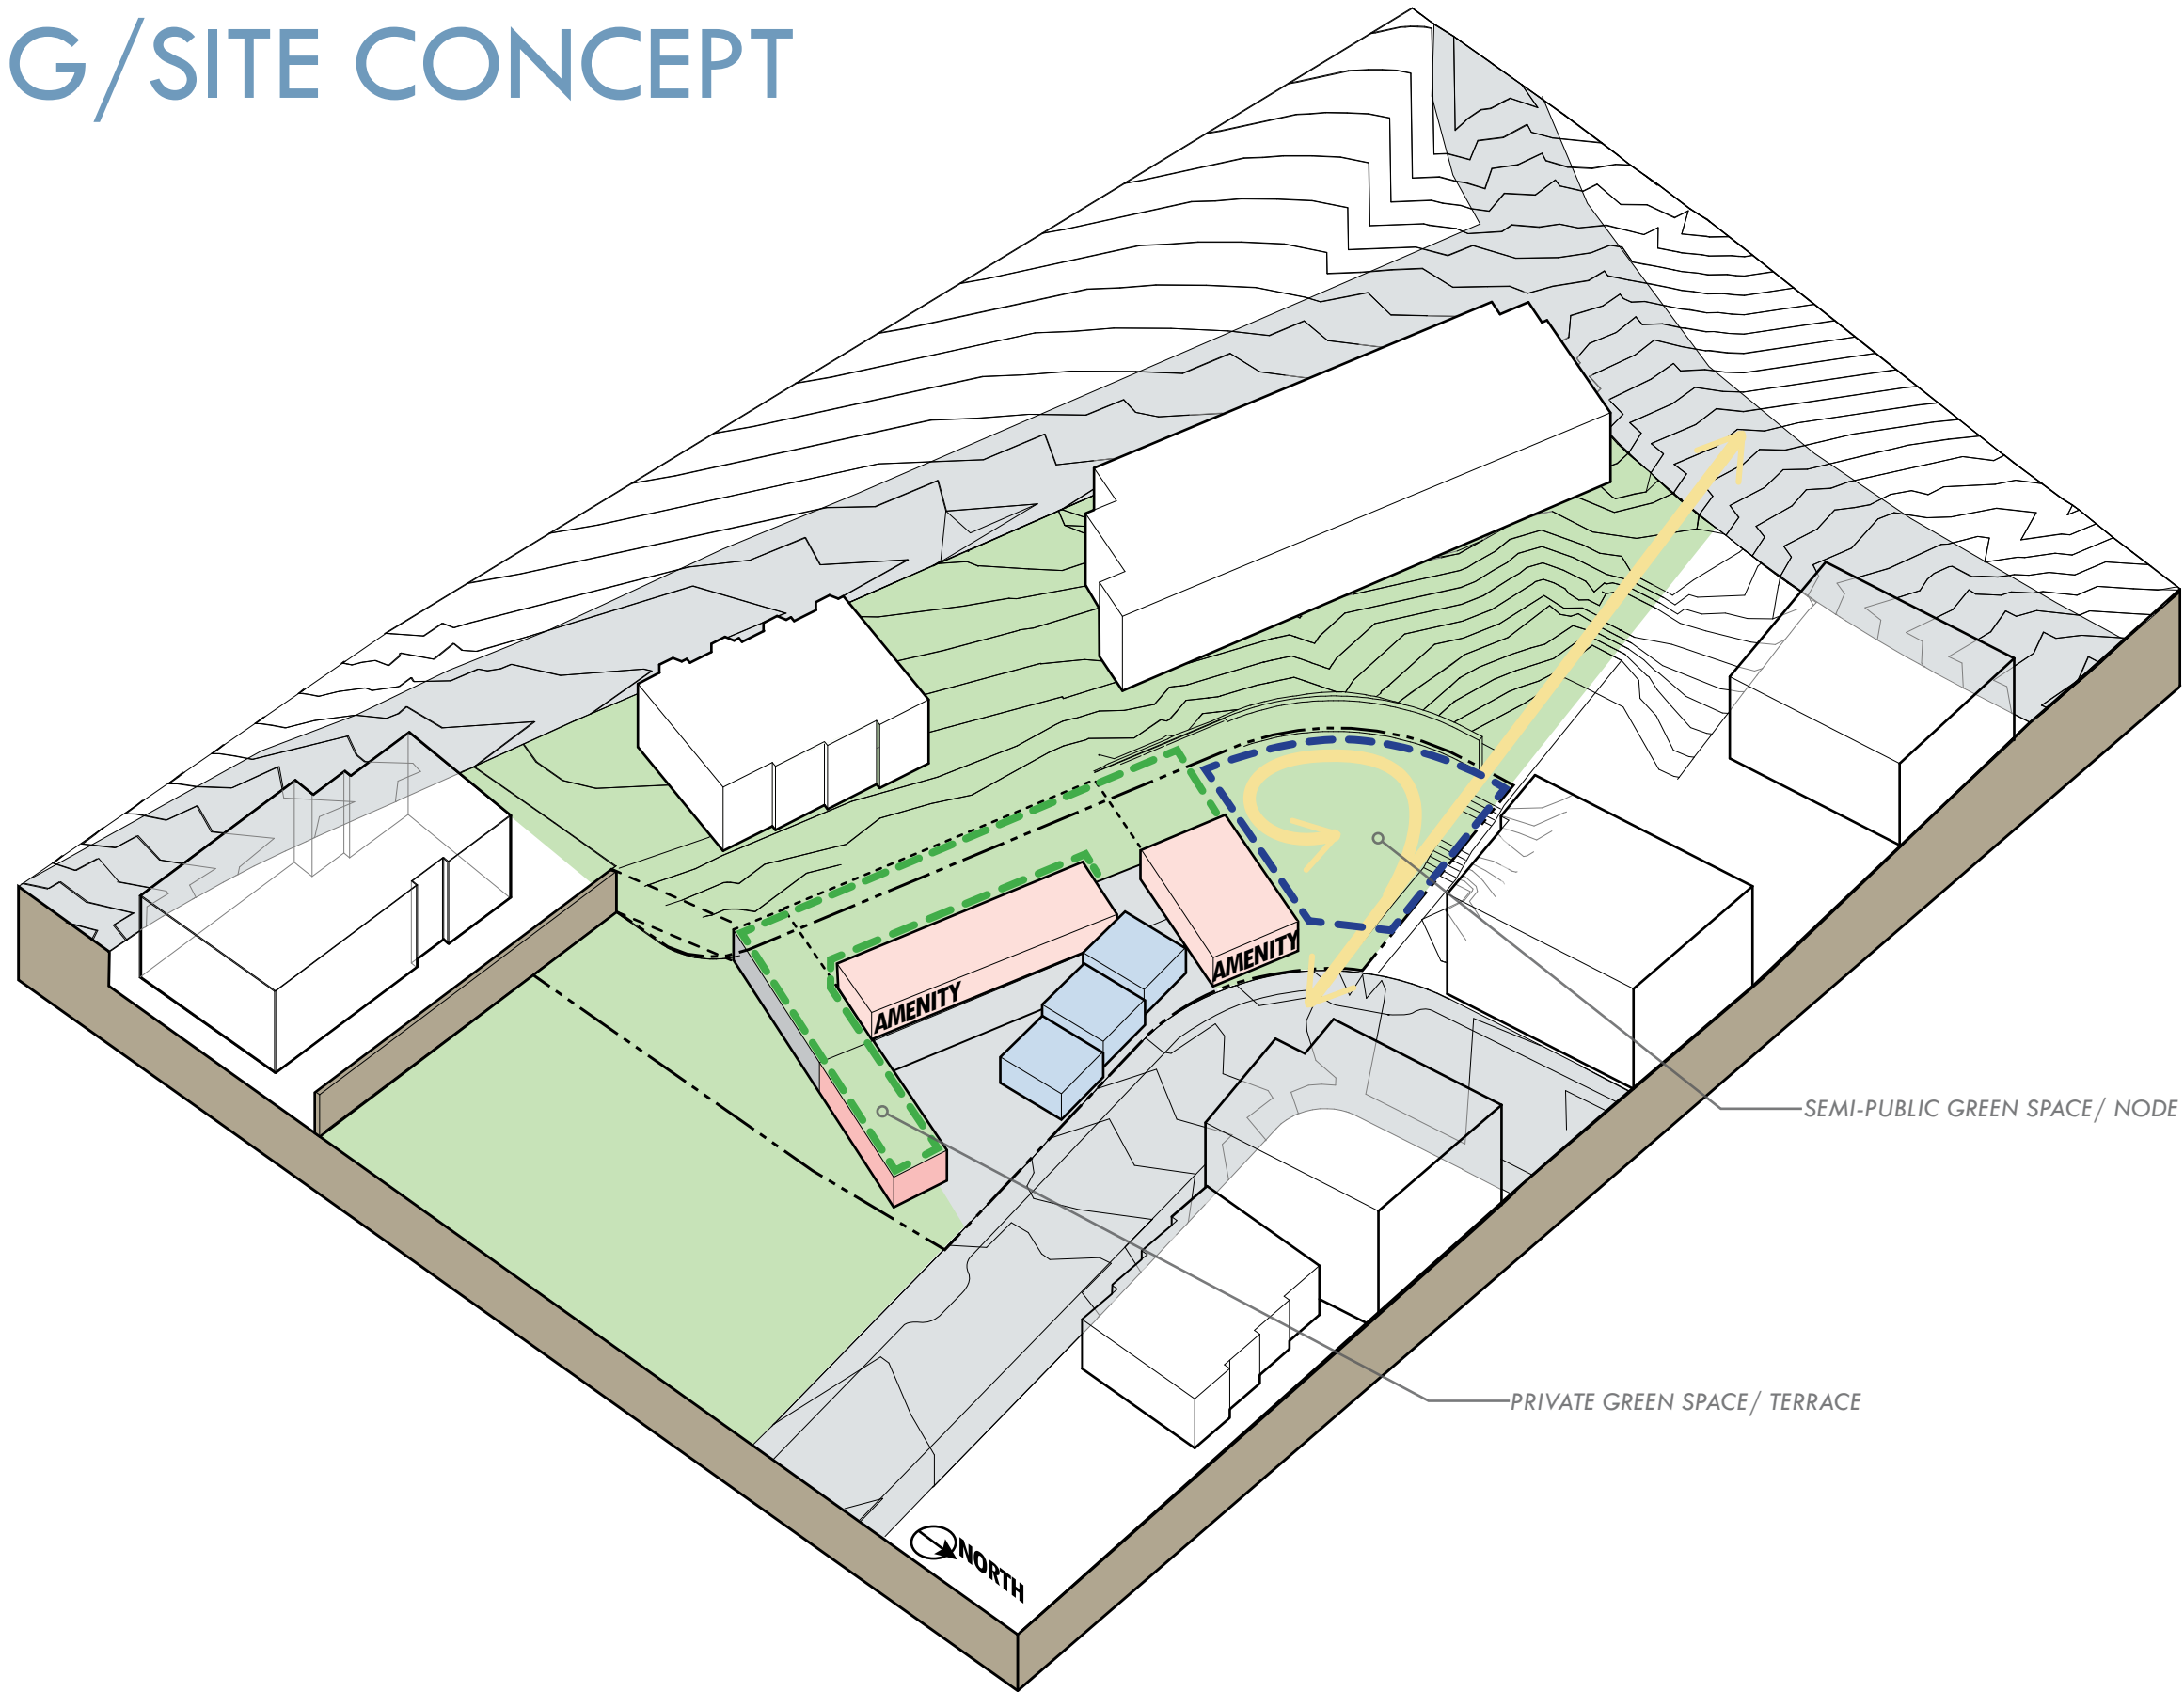 G/SITE CONCEPT
AMENITY
AMENITY
SEMI-PUBLIC GREEN SPACE/ NODE
PRIVATE GREEN SPACE/ TERRACE
NORTH